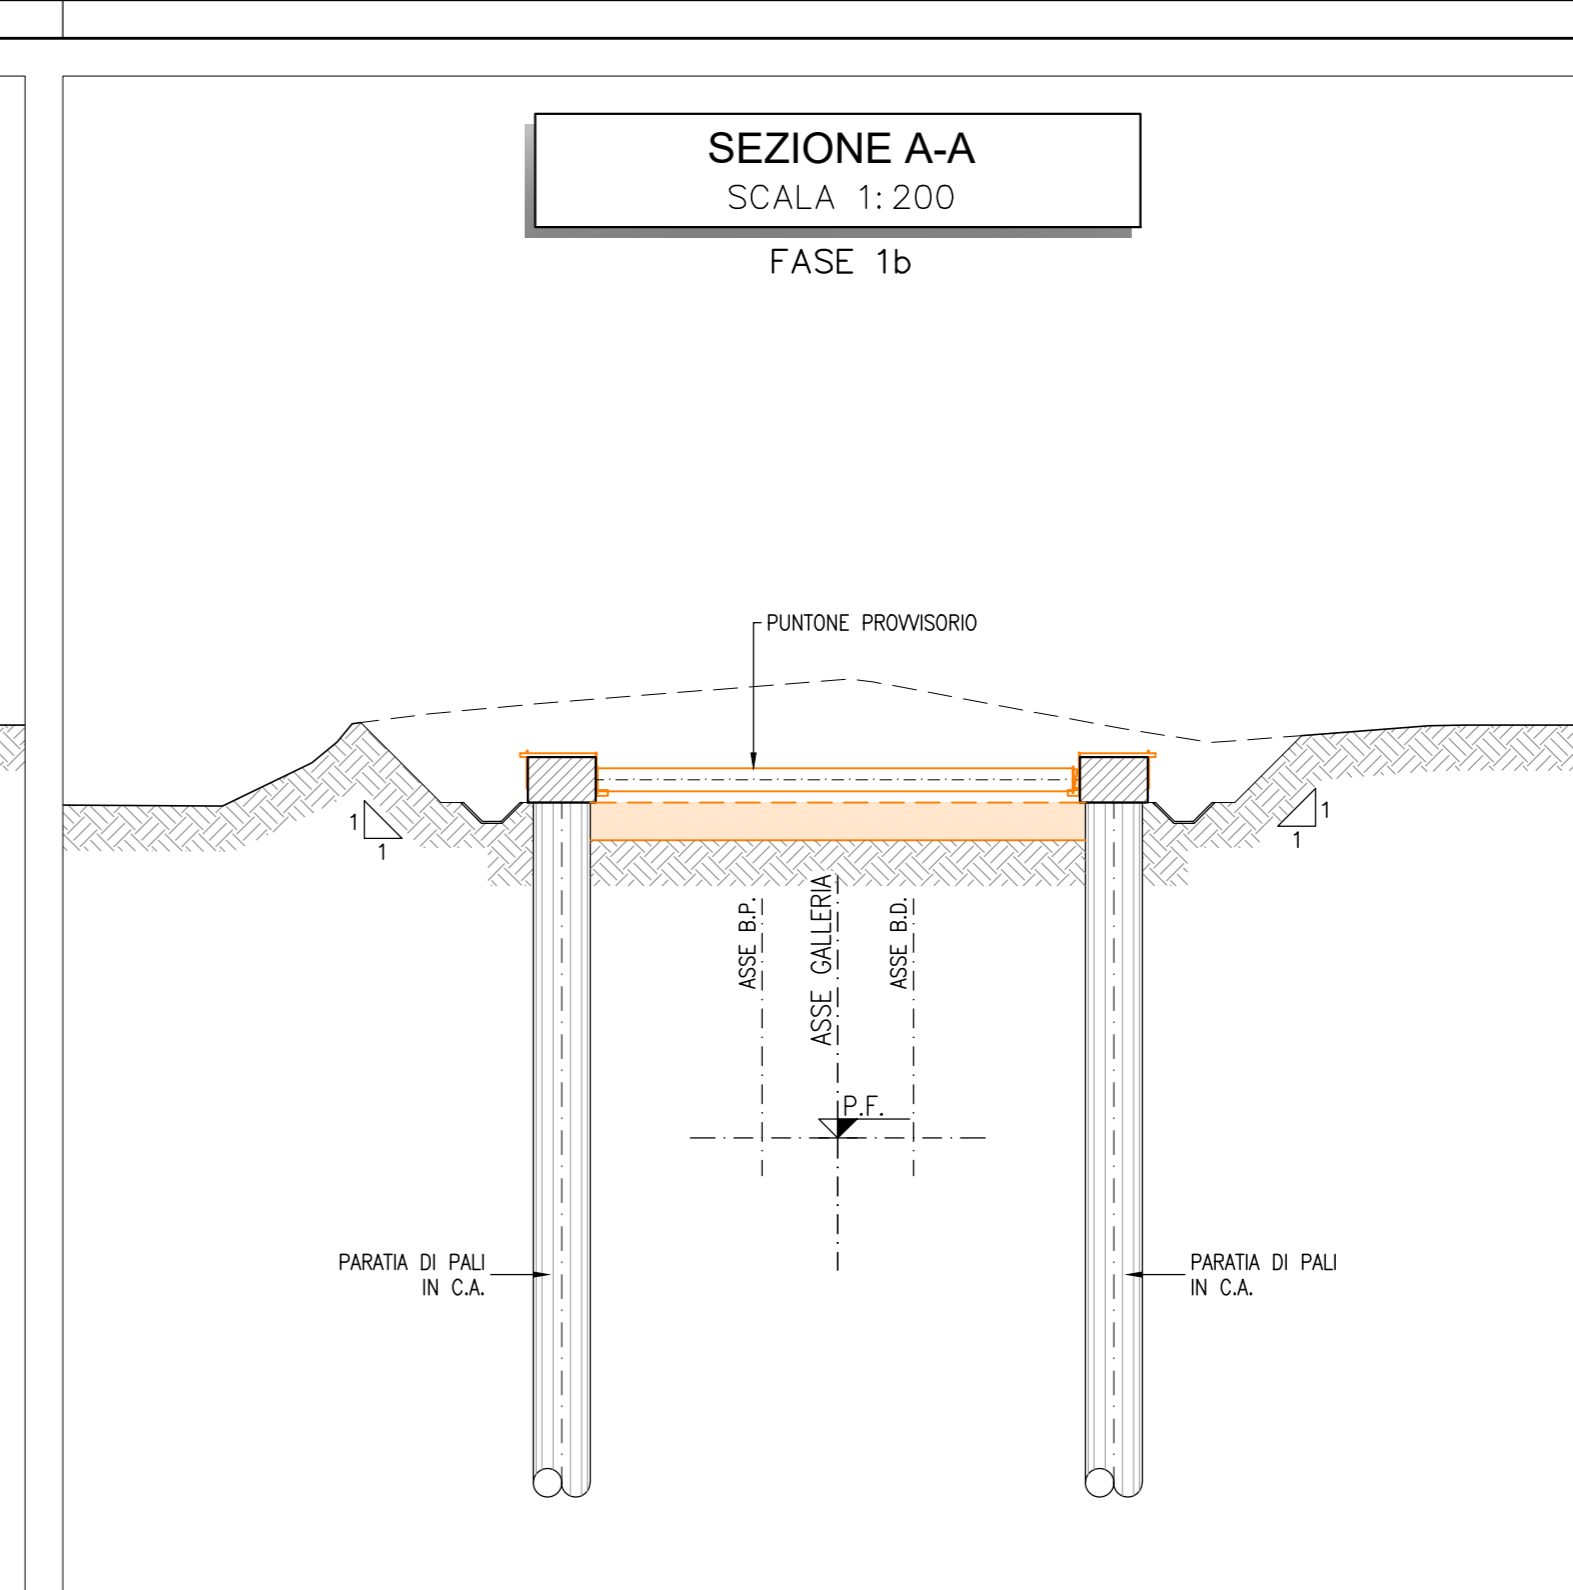 SEZIONE A-A
SCALA 1:200
FASE 1b
PUNTONE PROVVISORIO
1
1
1
1
ASSE B.P.
ASSE GALLERIA
ASSE B.D.
P.F.
PARATIA DI PALI
IN C.A.
PARATIA DI PALI
IN C.A.